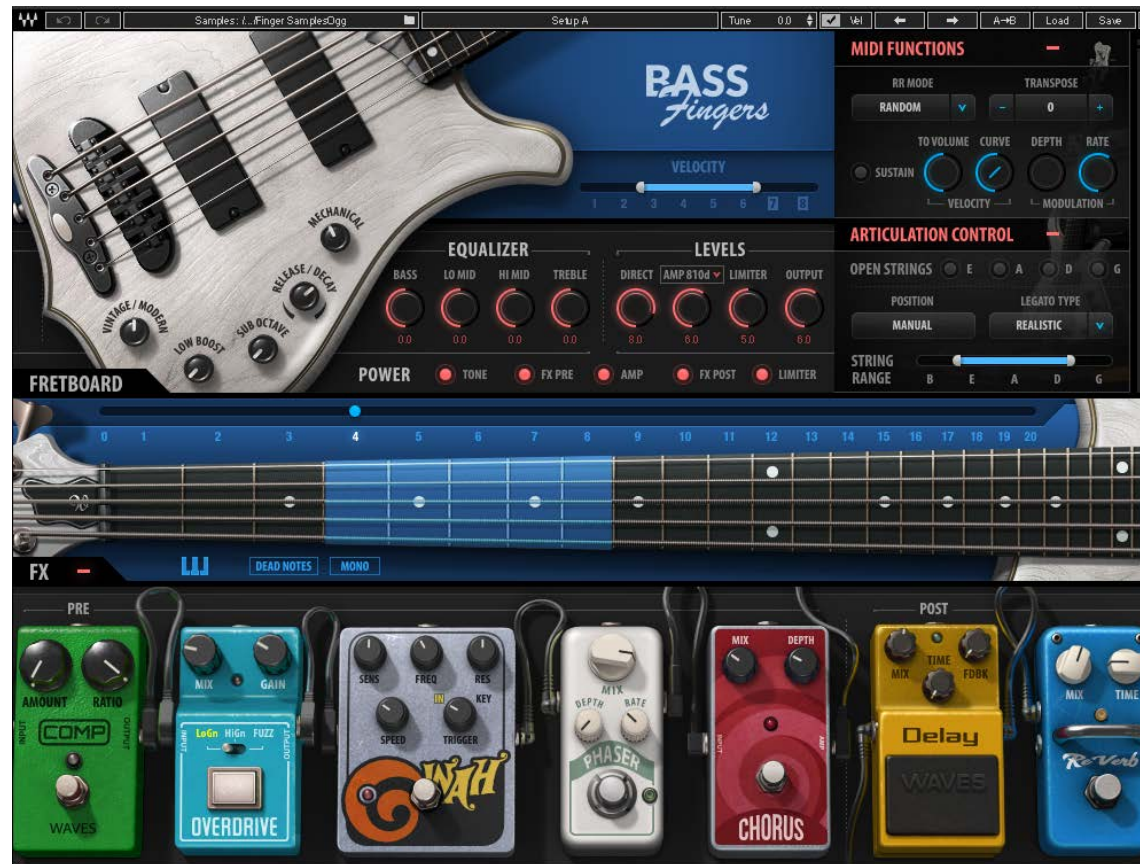 Samples: /.../Finger SamplesOgg
Setup A
Tune 0.0
Vel
A→B
Load
Save
BASS
Fingers
VELOCITY
1 2 3 4 5 6 7 8
MIDI FUNCTIONS
RR MODE TRANSPOSE
RANDOM - 0 +
TO VOLUME CURVE DEPTH RATE
SUSTAIN
VELOCITY MODULATION
ARTICULATION CONTROL
OPEN STRINGS E A D G
POSITION LEGATO TYPE
MANUAL REALISTIC
STRING
RANGE B E A D G
MECHANICAL
RELEASE / DECAY
SUB OCTAVE
VINTAGE / MODERN
LOW BOOST
EQUALIZER LEVELS
BASS LO MID HI MID TREBLE DIRECT AMP 810d LIMITER OUTPUT
0.0 0.0 0.0 0.0 8.0 6.0 5.0 6.0
POWER TONE FX PRE AMP FX POST LIMITER
FRETBOARD
0 1 2 3 4 5 6 7 8 9 10 11 12 13 14 15 16 17 18 19 20
W
FX
DEAD NOTES MONO
PRE POST
AMOUNT RATIO
INPUT
OUTPUT
COMP
WAVES
MIX GAIN
LoGn HiGn FUZZ
INPUT
OUTPUT
OVERDRIVE
SENS FREQ RES
IN KEY
SPEED TRIGGER
WAH
MIX
DEPTH RATE
PHASER
MIX DEPTH
INPUT
AMP
CHORUS
MIX TIME FDBK
Delay
WAVES
MIX TIME
ReVerb